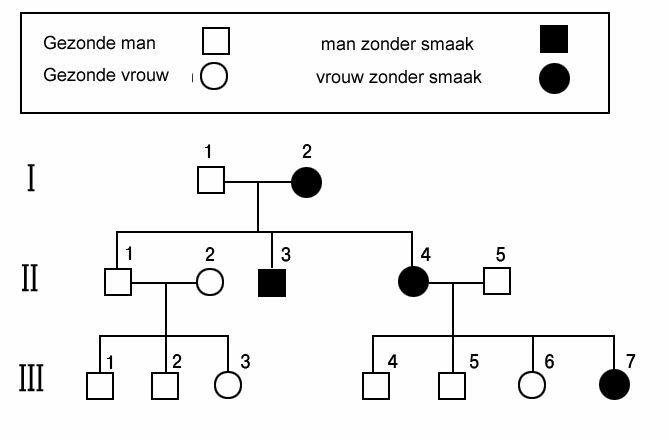 Gezonde man man zonder smaak
Gezonde vrouw vrouw zonder smaak
1 2
I
1 2 3 4 5
II
1 2 3 4 5 6 7
III